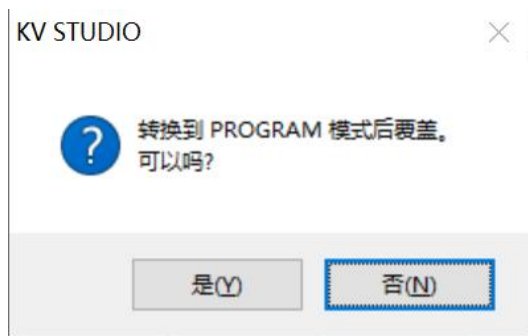 KV STUDIO
转换到 PROGRAM 模式后覆盖。
可以吗?
是(Y)
否(N)